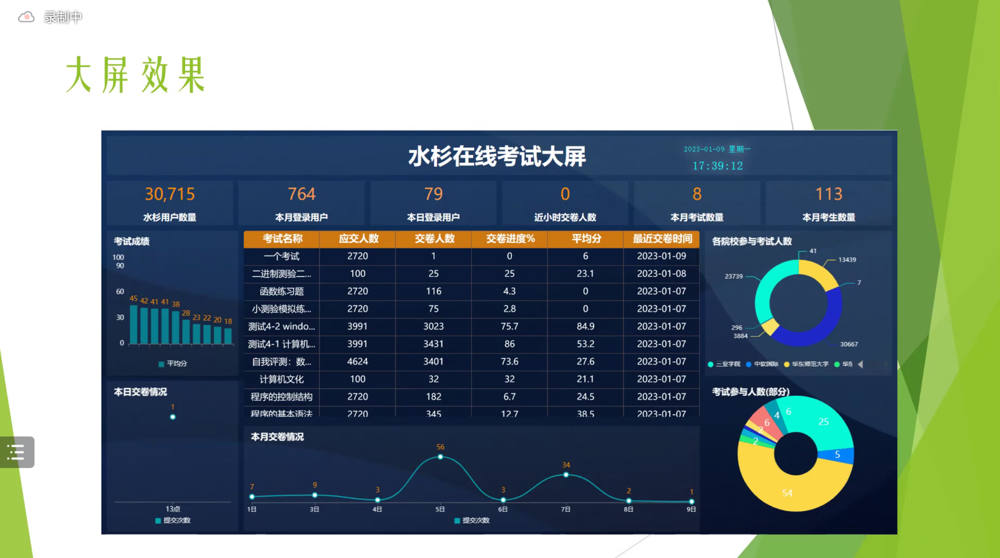 录制中
大屏效果
水杉在线考试大屏
2023-01-09 星期一
17:39:12
30,715
水杉用户数量
764
本月登录用户
79
本日登录用户
0
近小时交卷人数
8
本月考试数量
113
本月考生数量
考试成绩
100
90
60
30
0
45 42 41 41 38 28 23 22 20 18
平均分
本日交卷情况
1
13点
提交次数
考试名称 应交人数 交卷人数 交卷进度% 平均分 最近交卷时间
一个考试 2720 1 0 6 2023-01-09
二进制测验二... 100 25 25 23.1 2023-01-08
函数练习题 2720 116 4.3 0 2023-01-07
小测验模拟练... 2720 75 2.8 0 2023-01-07
测试4-2 windo... 3991 3023 75.7 84.9 2023-01-07
测试4-1 计算机... 3991 3431 86 53.2 2023-01-07
自我评测：数... 4624 3401 73.6 27.6 2023-01-07
计算机文化 100 32 32 21.1 2023-01-07
程序的控制结构 2720 182 6.7 24.5 2023-01-07
程序的基本语法 2720 345 12.7 38.5 2023-01-07
本月交卷情况
7 9 3 56 3 34 2 1
1日 3日 4日 5日 6日 7日 8日 9日
提交次数
各院校参与考试人数
41
13439
7
23739
296
3884
30667
三业学院 中软国际 华东师范大学 华东
考试参与人数(部分)
6
4
25
6
2
2
5
54